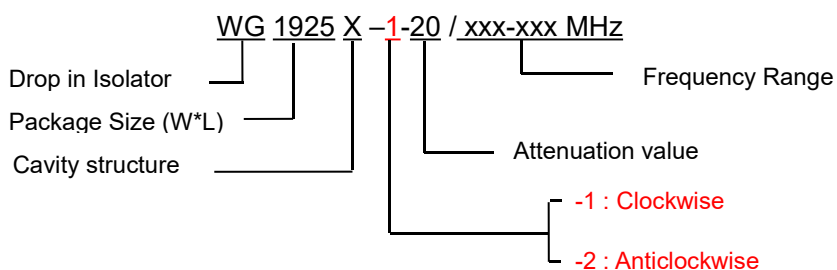 WG 1925 X –1-20 / xxx-xxx MHz
Drop in Isolator
Frequency Range
Package Size (W*L)
Attenuation value
Cavity structure
-1 : Clockwise
-2 : Anticlockwise